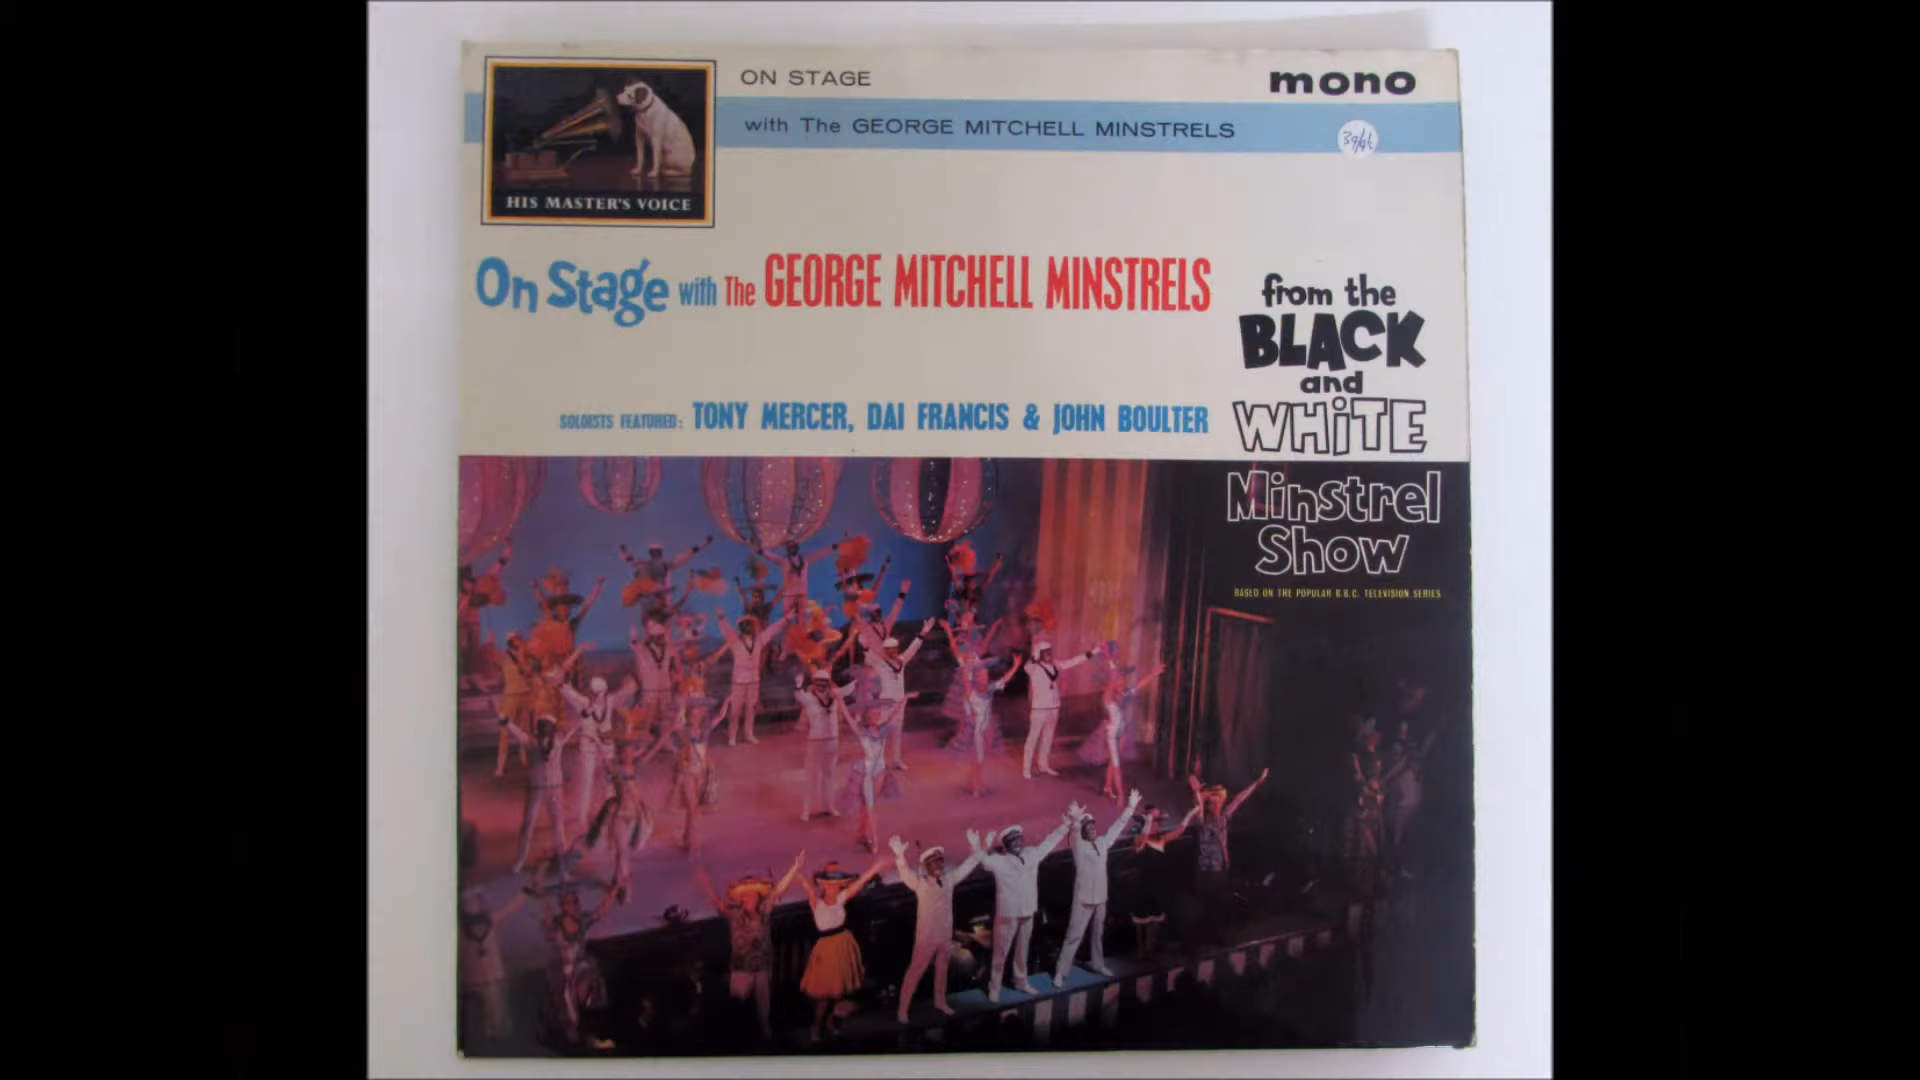 ON STAGE
mono
with The GEORGE MITCHELL MINSTRELS
HIS MASTER'S VOICE
On Stage with The GEORGE MITCHELL MINSTRELS
from the
BLACK
and
WHiTE
Minstrel
Show
SOLOISTS FEATURED: TONY MERCER, DAI FRANCIS & JOHN BOULTER
BASED ON THE POPULAR B.B.C. TELEVISION SERIES